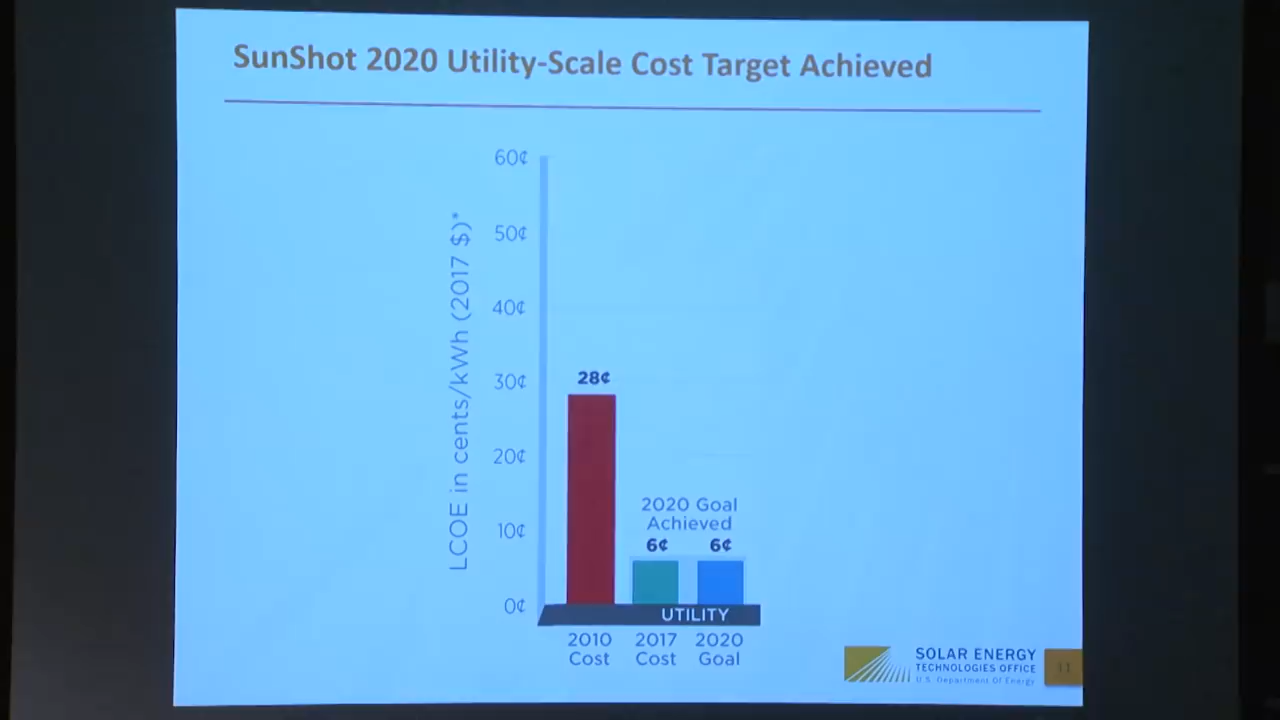 SunShot 2020 Utility-Scale Cost Target Achieved
60¢
50¢
40¢
30¢
20¢
10¢
0¢
LCOE in cents/kWh (2017 $)*
28¢
2020 Goal
Achieved
6¢ 6¢
UTILITY
2010 Cost
2017 Cost
2020 Goal
SOLAR ENERGY
TECHNOLOGIES OFFICE
U.S. Department Of Energy
11